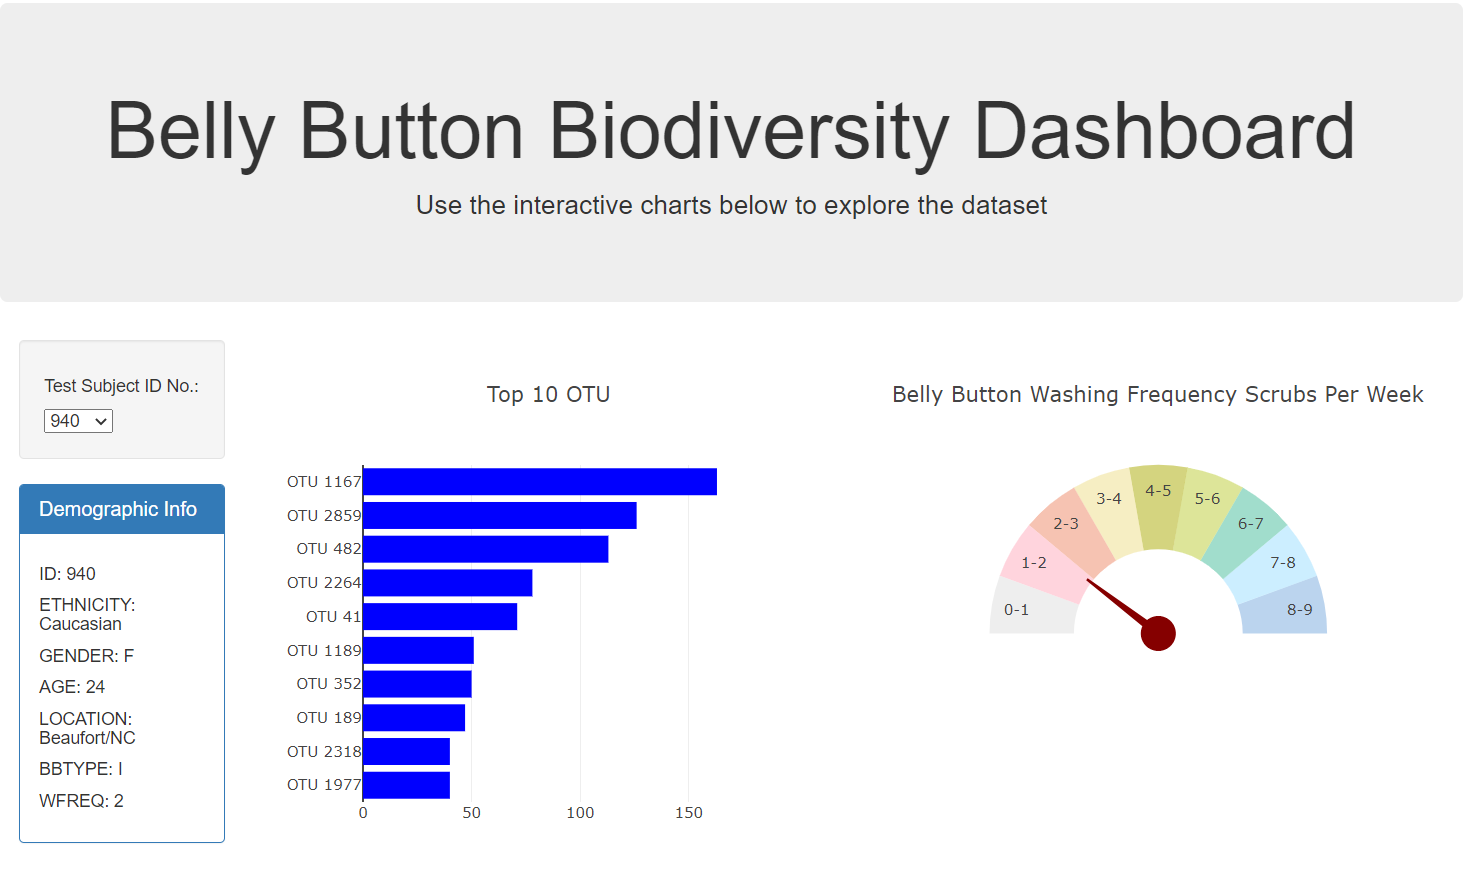 Belly Button Biodiversity Dashboard
Use the interactive charts below to explore the dataset
Test Subject ID No.:
940
Demographic Info
ID: 940
ETHNICITY:
Caucasian
GENDER: F
AGE: 24
LOCATION:
Beaufort/NC
BBTYPE: I
WFREQ: 2
Top 10 OTU
OTU 1167
OTU 2859
OTU 482
OTU 2264
OTU 41
OTU 1189
OTU 352
OTU 189
OTU 2318
OTU 1977
0 50 100 150
Belly Button Washing Frequency Scrubs Per Week
0-1
1-2
2-3
3-4
4-5
5-6
6-7
7-8
8-9